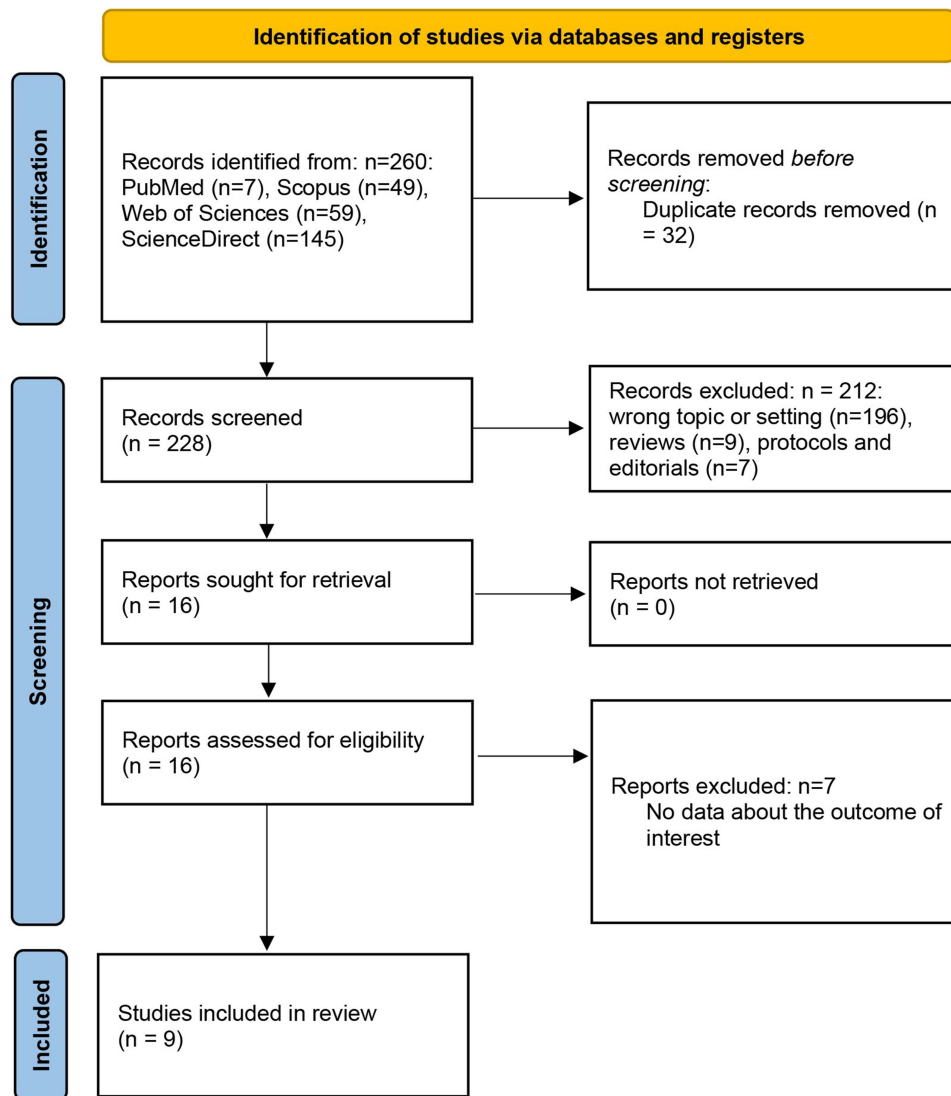 Identification of studies via databases and registers
Identification
Records identified from: n=260:
PubMed (n=7), Scopus (n=49),
Web of Sciences (n=59),
ScienceDirect (n=145)
Records removed before
screening:
Duplicate records removed (n
= 32)
Screening
Records screened
(n = 228)
Records excluded: n = 212:
wrong topic or setting (n=196),
reviews (n=9), protocols and
editorials (n=7)
Reports sought for retrieval
(n = 16)
Reports not retrieved
(n = 0)
Reports assessed for eligibility
(n = 16)
Reports excluded: n=7
No data about the outcome of
interest
Included
Studies included in review
(n = 9)